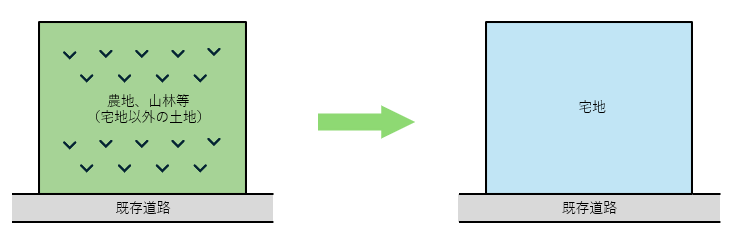 農地、山林等
（宅地以外の土地）
既存道路
宅地
既存道路